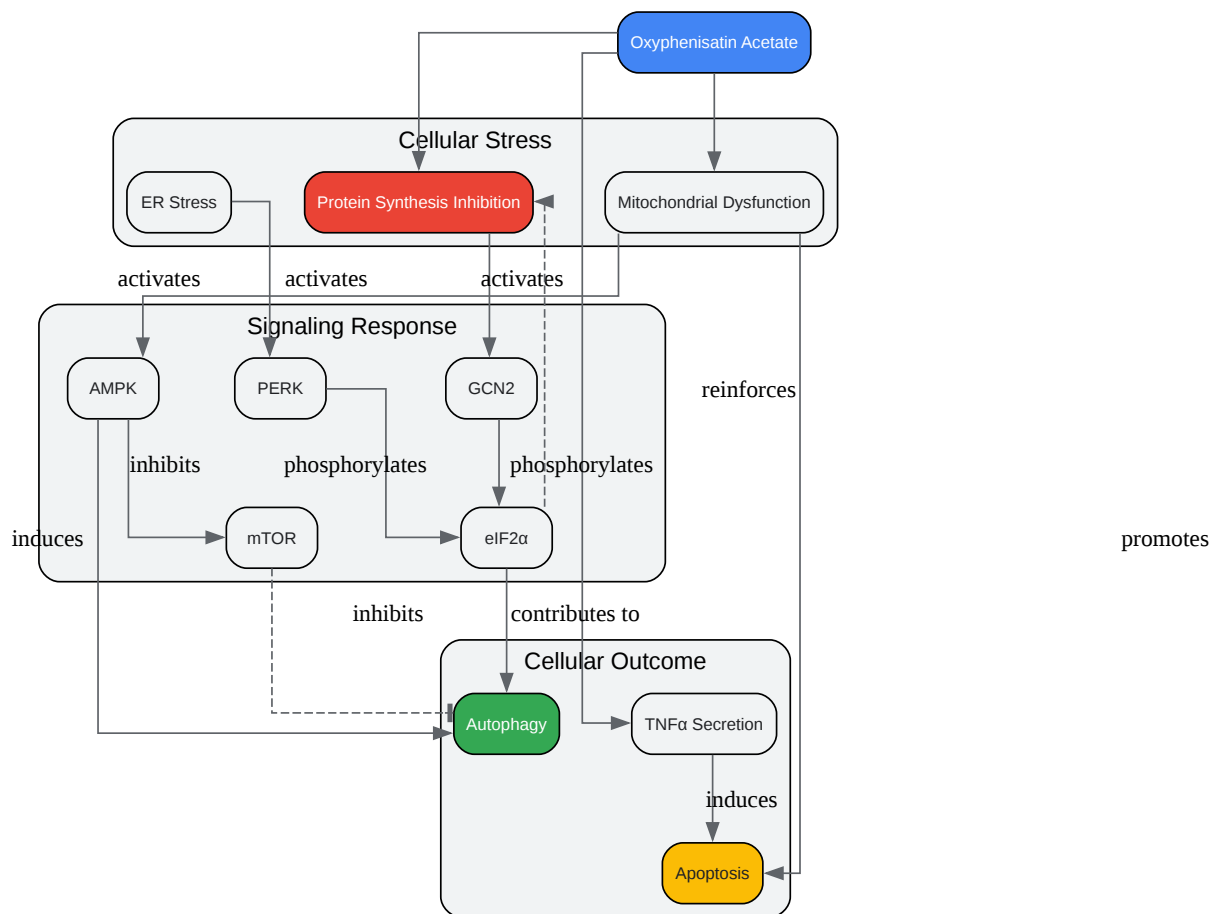 Oxyphenisatin Acetate
Cellular Stress
ER Stress
Protein Synthesis Inhibition
Mitochondrial Dysfunction
activates
activates
activates
Signaling Response
AMPK
PERK
GCN2
reinforces
inhibits
phosphorylates
phosphorylates
induces
mTOR
eIF2α
promotes
inhibits
contributes to
Cellular Outcome
Autophagy
TNFα Secretion
induces
Apoptosis